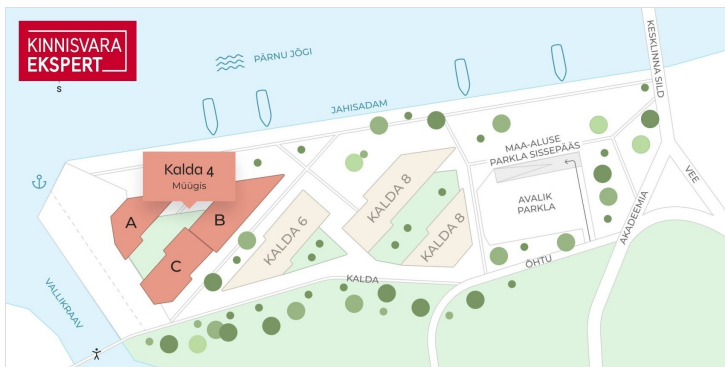 KINNISVARA
EKSPERT
S
PÄRNU JÕGI
JAHISADAM
KESKLINNA SILD
MAA-ALUSE
PARKLA SISSEPÄÄS
Kalda 4
Müügis
KALDA 8
VEE
A
B
AVALIK
PARKLA
KALDA 6
KALDA 8
AKADEEMIA
C
ÕHTU
KALDA
VALLIKRAAV